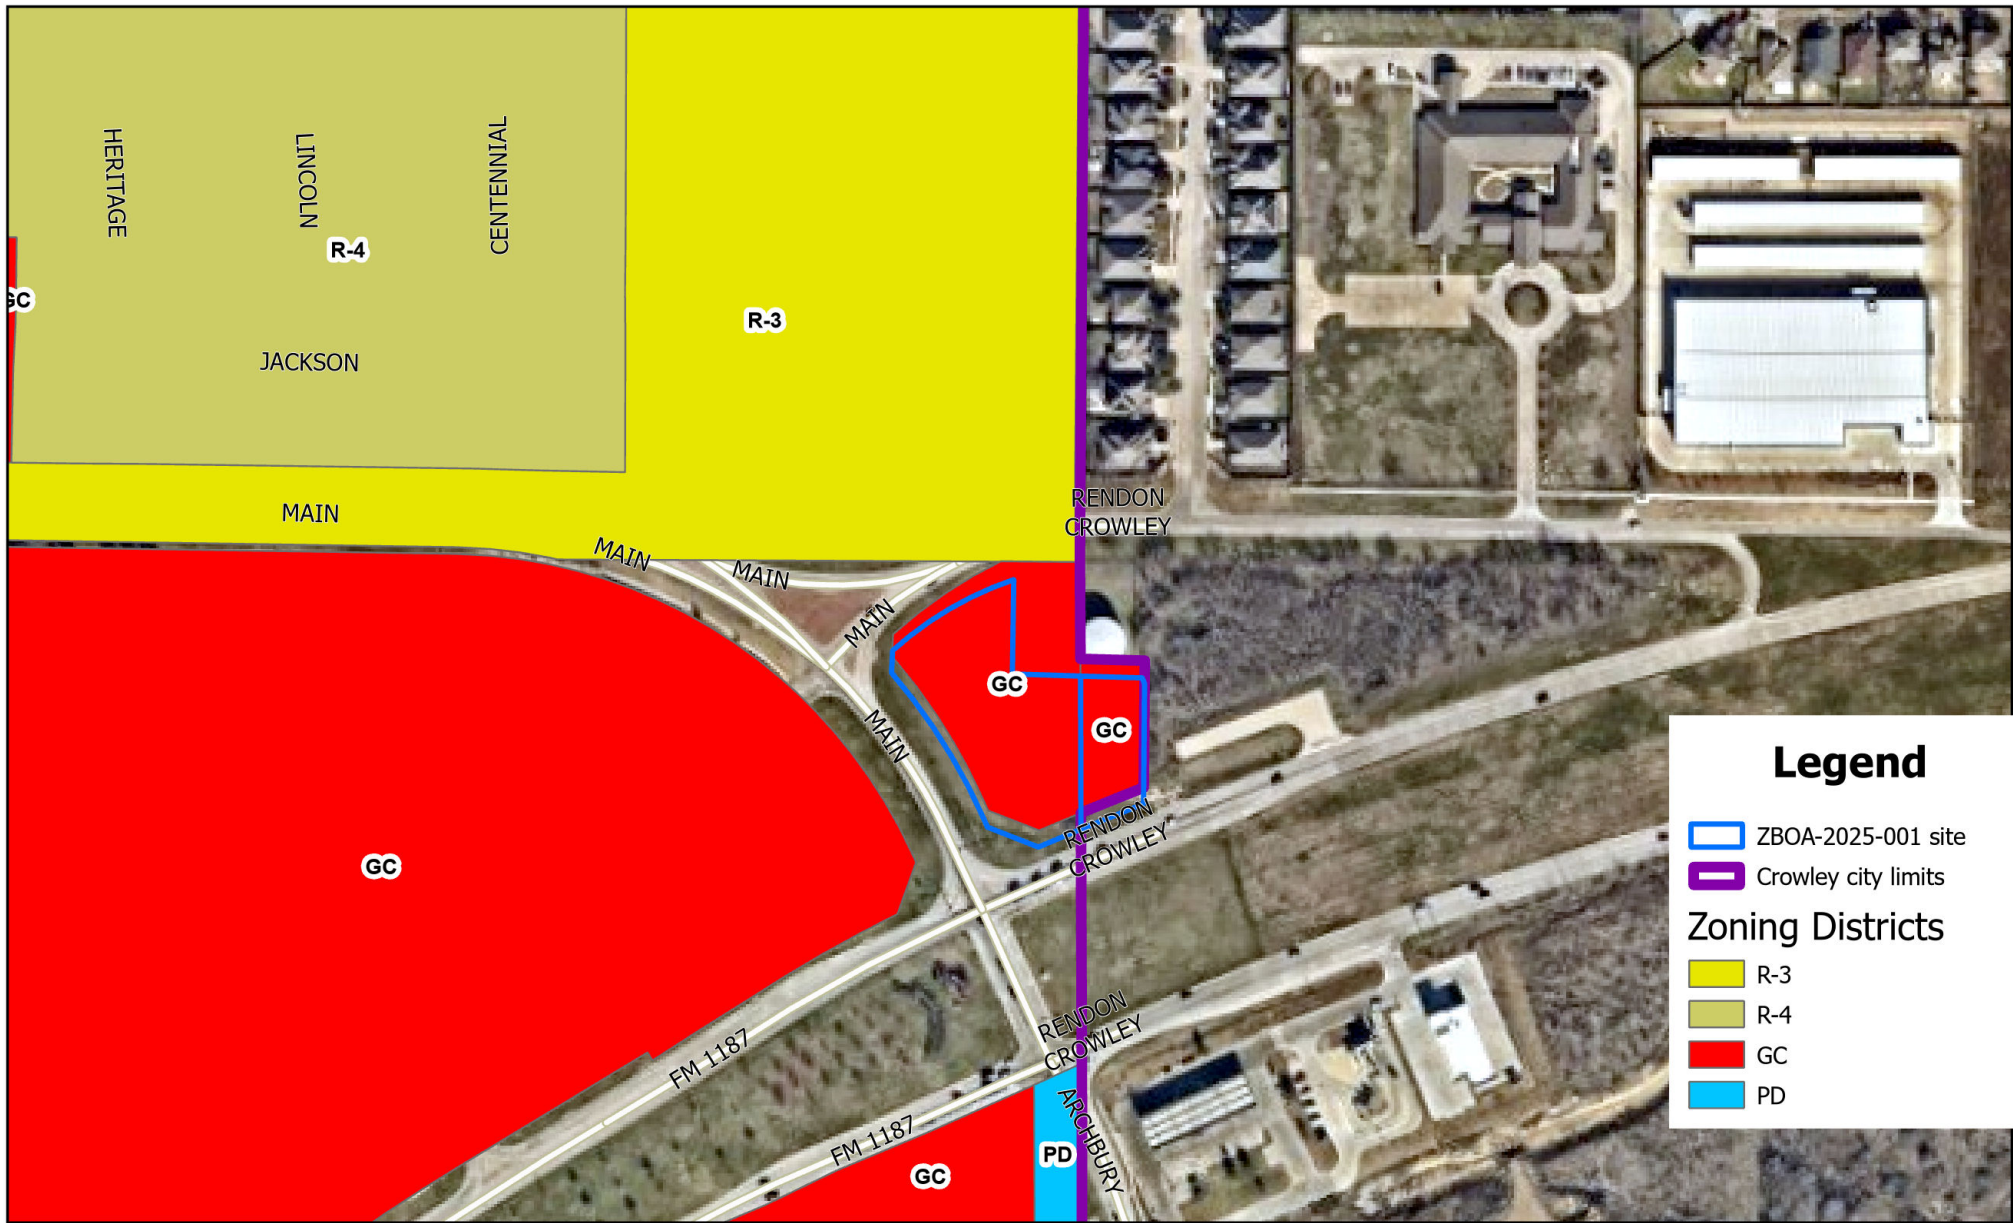 HERITAGE
LINCOLN
CENTENNIAL
R-4
GC
R-3
JACKSON
MAIN
RENDON
CROWLEY
MAIN
MAIN
MAIN
GC
MAIN
GC
RENDON
CROWLEY
GC
RENDON
CROWLEY
FM 1187
FM 1187
ARCHBURY
PD
GC
Legend
ZBOA-2025-001 site
Crowley city limits
Zoning Districts
R-3
R-4
GC
PD